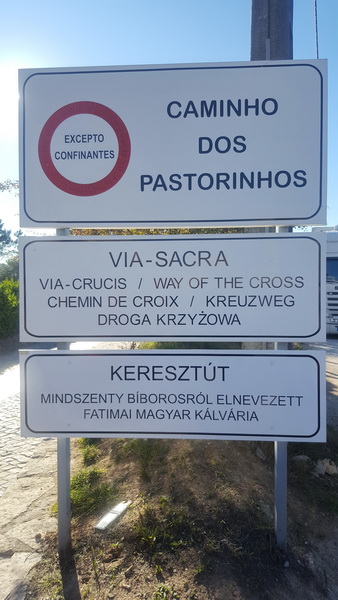 EXCEPTO
CONFINANTES
CAMINHO
DOS
PASTORINHOS
VIA-SACRA
VIA-CRUCIS / WAY OF THE CROSS
CHEMIN DE CROIX / KREUZWEG
DROGA KRZYŻOWA
KERESZTÚT
MINDSZENTY BÍBOROSRÓL ELNEVEZETT
FATIMAI MAGYAR KÁLVÁRIA